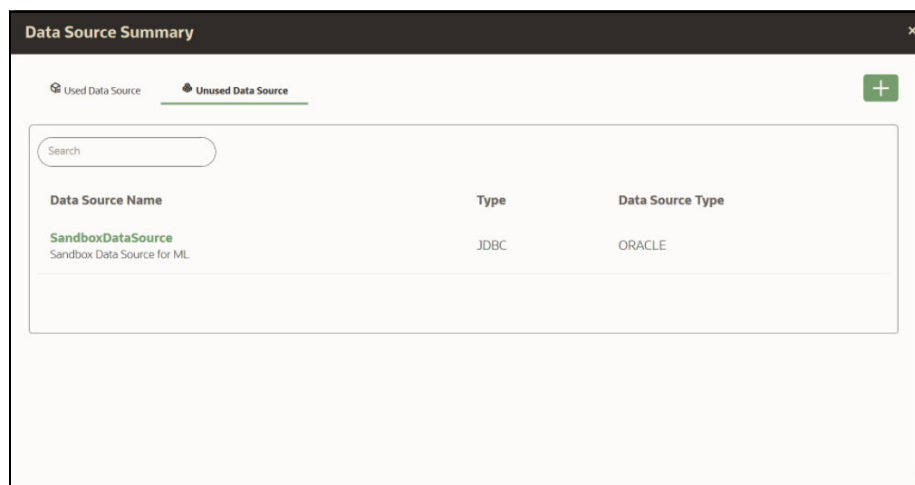 Data Source Summary
Used Data Source
Unused Data Source
Search
Data Source Name Type Data Source Type
SandboxDataSource JDBC ORACLE
Sandbox Data Source for ML